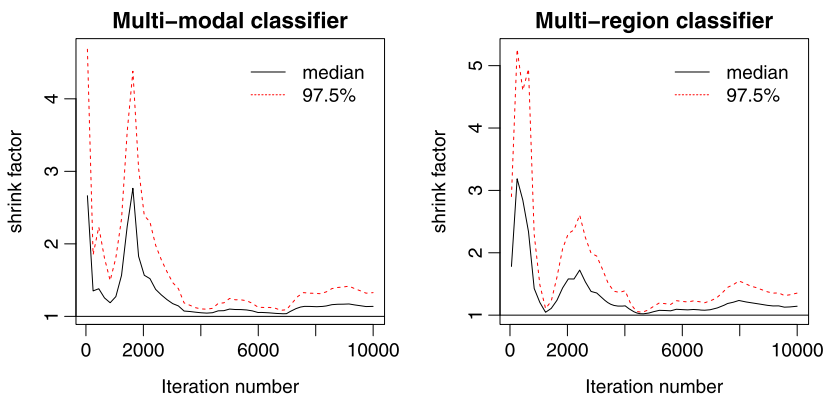 Multi−modal classifier
median
97.5%
shrink factor
1
2
3
4
0
2000
6000
10000
Iteration number
Multi−region classifier
median
97.5%
shrink factor
1
2
3
4
5
0
2000
6000
10000
Iteration number